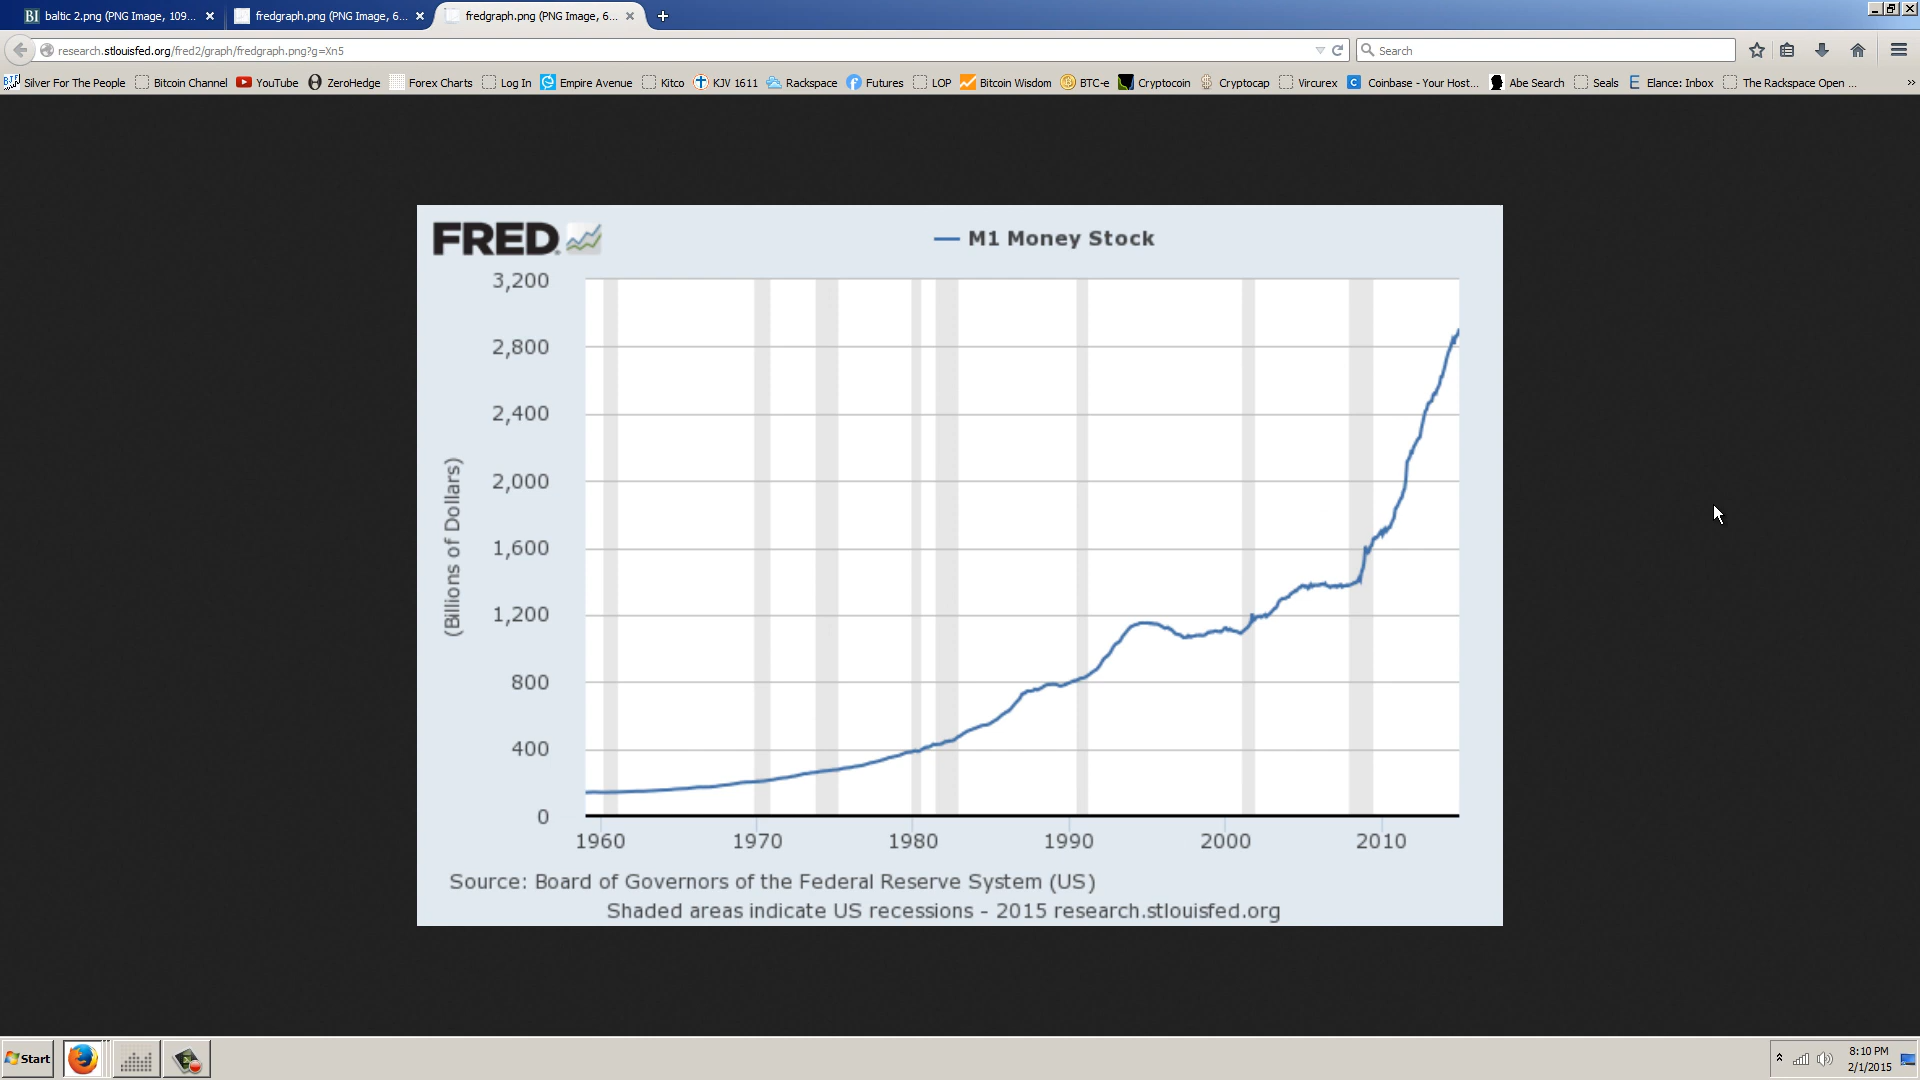 baltic 2.png (PNG Image, 109...
fredgraph.png (PNG Image, 6...
fredgraph.png (PNG Image, 6...
research.stlouisfed.org/fred2/graph/fredgraph.png?g=Xn5
Search
Silver For The People
Bitcoin Channel
YouTube
ZeroHedge
Forex Charts
Log In
Empire Avenue
Kitco
KJV 1611
Rackspace
Futures
LOP
Bitcoin Wisdom
BTC-e
Cryptocoin
Cryptocap
Vircurex
Coinbase - Your Host...
Abe Search
Seals
Elance: Inbox
The Rackspace Open ...
FRED
M1 Money Stock
3,200
2,800
2,400
2,000
1,600
1,200
800
400
0
(Billions of Dollars)
1960 1970 1980 1990 2000 2010
Source: Board of Governors of the Federal Reserve System (US)
Shaded areas indicate US recessions - 2015 research.stlouisfed.org
Start
8:10 PM
2/1/2015